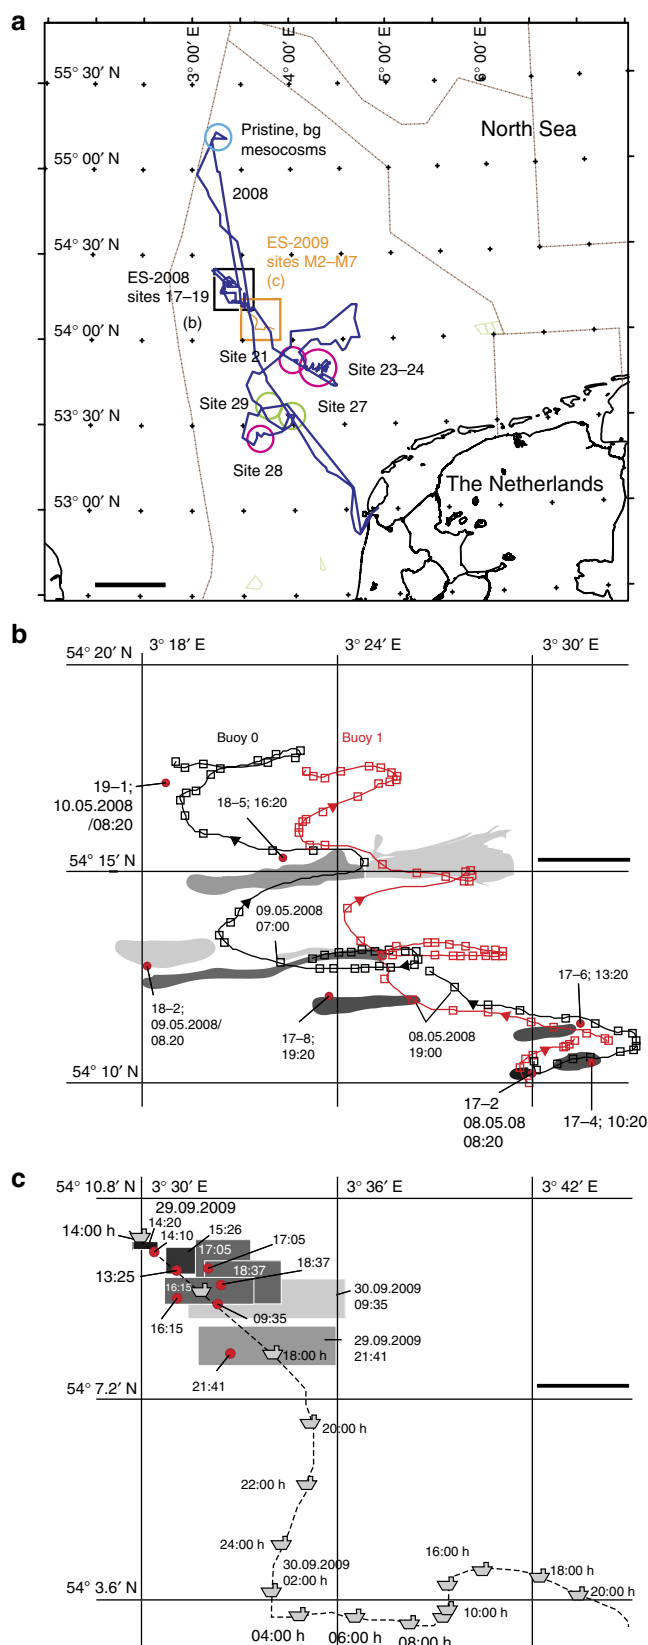 a
3° 00′ E
4° 00′ E
5° 00′ E
6° 00′ E
55° 30′ N
North Sea
Pristine, bg
mesocosms
55° 00′ N
2008
54° 30′ N
ES-2009
sites M2–M7
(c)
ES-2008
sites 17–19
(b)
54° 00′ N
Site 21
Site 23–24
Site 29
Site 27
53° 30′ N
Site 28
The Netherlands
53° 00′ N
b
3° 18′ E
3° 24′ E
3° 30′ E
54° 20′ N
Buoy 0
Buoy 1
19–1;
10.05.2008
/08:20
18–5; 16:20
54° 15′ N
09.05.2008
07:00
18–2;
09.05.2008/
08.20
17–8;
19:20
08.05.2008
19:00
17–6; 13:20
54° 10′ N
17–2
08.05.08
08:20
17–4; 10:20
c
54° 10.8′ N
3° 30′ E
3° 36′ E
3° 42′ E
29.09.2009
14:00 h
14:20
14:10
15:26
17:05
17:05
13:25
18:37
18:37
16:15
16:15
09:35
30.09.2009
09:35
29.09.2009
21:41
18:00 h
21:41
54° 7.2′ N
20:00 h
22:00 h
24:00 h
30.09.2009
02:00 h
16:00 h
18:00 h
20:00 h
54° 3.6′ N
10:00 h
04:00 h
06:00 h
08:00 h